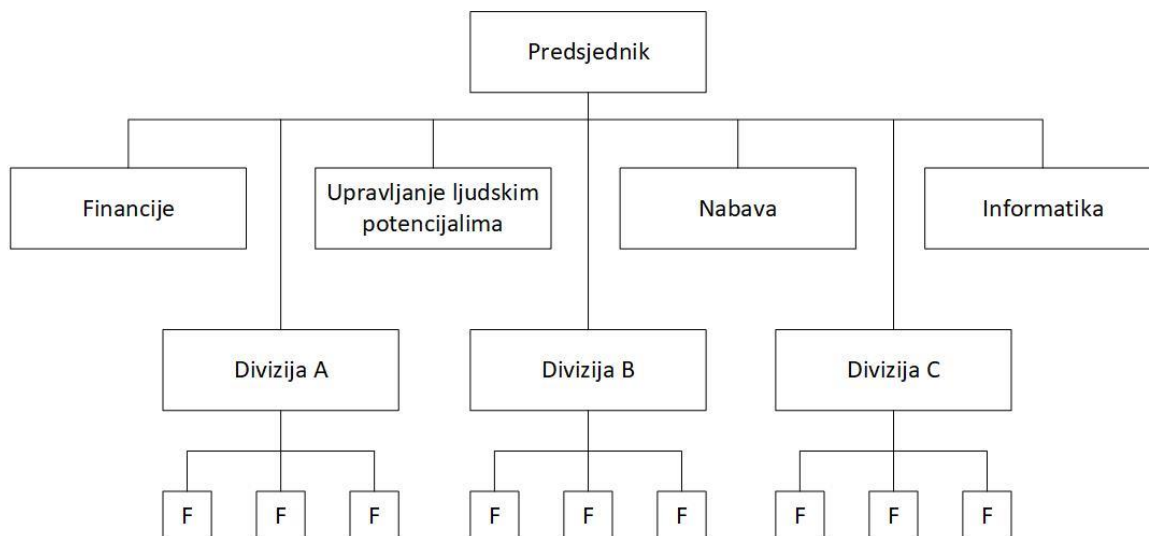 Predsjednik
Financije
Upravljanje ljudskim
potencijalima
Nabava
Informatika
Divizija A
Divizija B
Divizija C
F F F F F F F F F